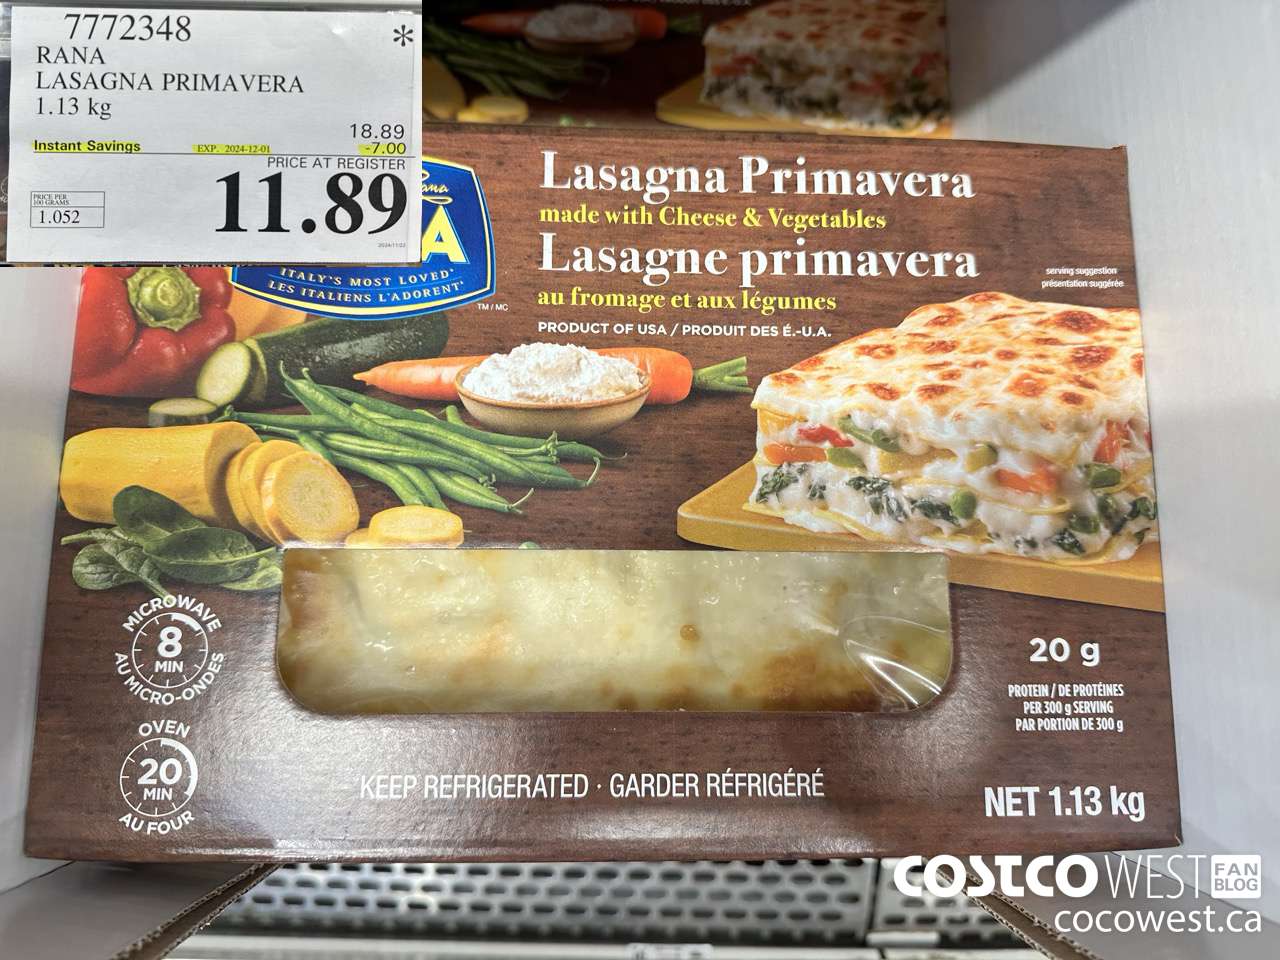 7772348
*
RANA
LASAGNA PRIMAVERA
1.13 kg
18.89
Instant Savings EXP. 2024-12-01 -7.00
PRICE AT REGISTER
11.89
PRICE PER
100 GRAMS
1.052
2024/11/22
ITALY'S MOST LOVED*
LES ITALIENS L'ADORENT*
TM / MC
Lasagna Primavera
made with Cheese & Vegetables
Lasagne primavera
au fromage et aux légumes
PRODUCT OF USA / PRODUIT DES É.-U.A.
serving suggestion
présentation suggérée
MICROWAVE
8
MIN
AU MICRO-ONDES
OVEN
20
MIN
AU FOUR
20 g
PROTEIN / DE PROTÉINES
PER 300 g SERVING
PAR PORTION DE 300 g
KEEP REFRIGERATED · GARDER RÉFRIGÉRÉ
NET 1.13 kg
COSTCO WEST FAN BLOG
cocowest.ca